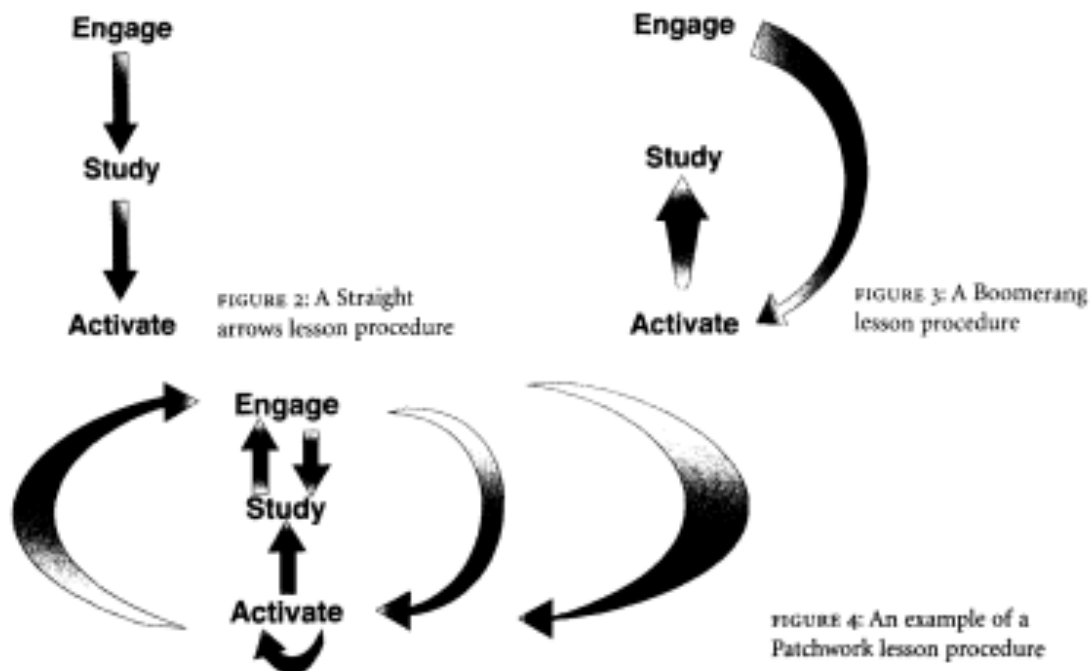 Engage
Study
Activate
FIGURE 2: A Straight
arrows lesson procedure
Engage
Study
Activate
FIGURE 3: A Boomerang
lesson procedure
Engage
Study
Activate
FIGURE 4: An example of a
Patchwork lesson procedure